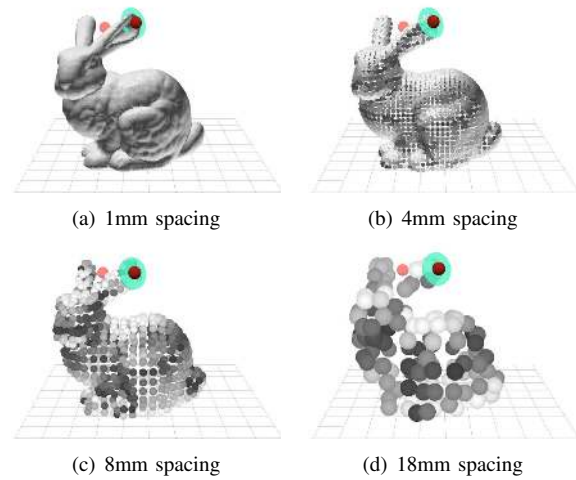 (a) 1mm spacing
(b) 4mm spacing
(c) 8mm spacing
(d) 18mm spacing